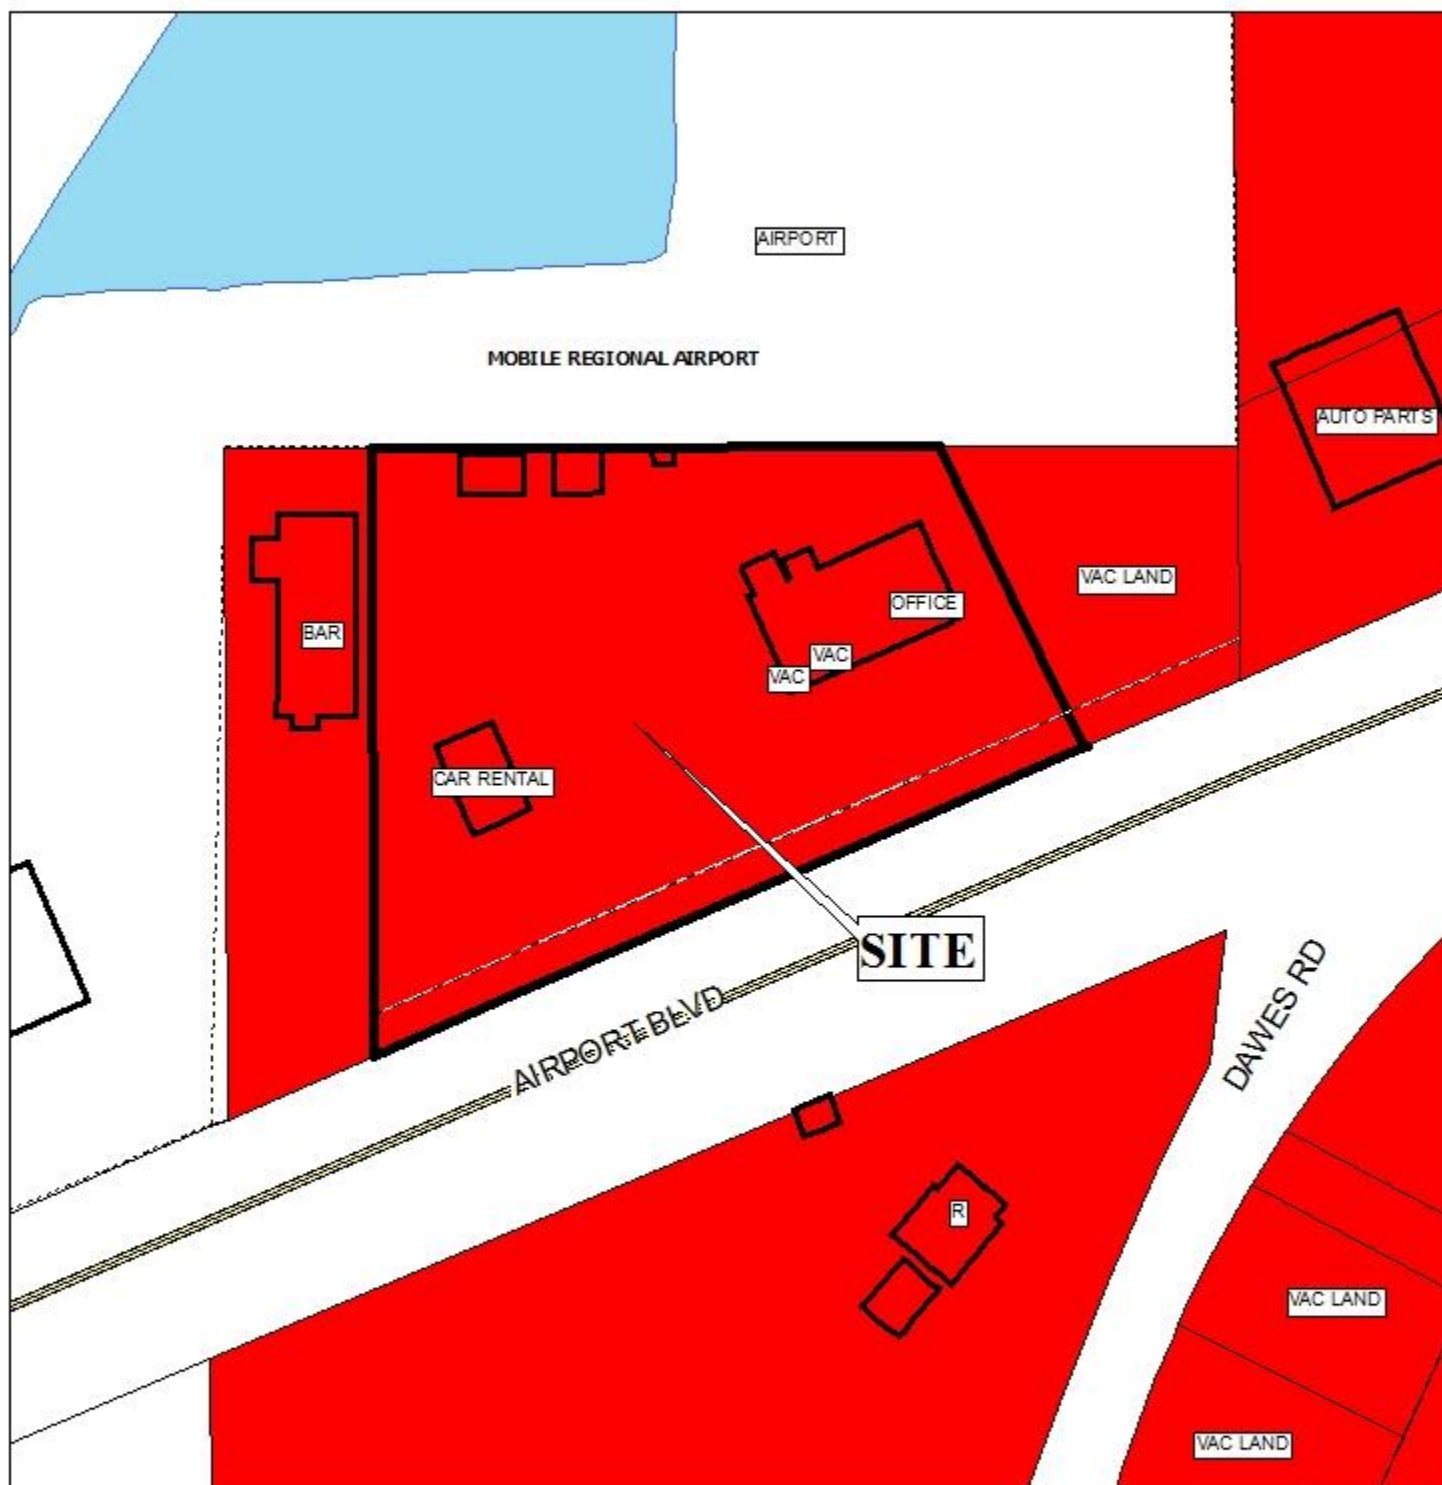 AIRPORT
MOBILE REGIONAL AIRPORT
AUTO PARTS
VAC LAND
OFFICE
BAR
VAC
VAC
CAR RENTAL
SITE
AIRPORT BLVD
DAWES RD
R
VAC LAND
VAC LAND